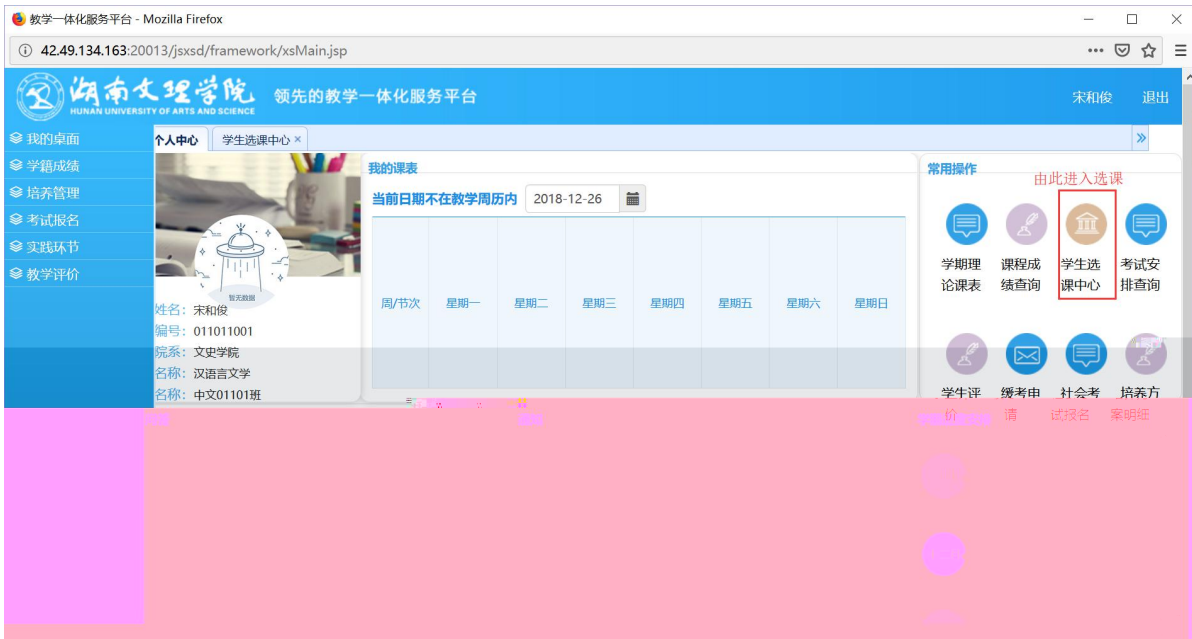 教学一体化服务平台 - Mozilla Firefox
42.49.134.163:20013/jsxsd/framework/xsMain.jsp
湖南文理学院
HUNAN UNIVERSITY OF ARTS AND SCIENCE
领先的教学一体化服务平台
宋和俊 退出
我的桌面
学籍成绩
培养管理
考试报名
实践环节
教学评价
个人中心 学生选课中心 ×
暂无数据
姓名：宋和俊
编号：011011001
院系：文史学院
名称：汉语言文学
名称：中文01101班
我的课表
当前日期不在教学周历内 2018-12-26
周/节次 星期一 星期二 星期三 星期四 星期五 星期六 星期日
常用操作
由此进入选课
学期理论课表
课程成绩查询
学生选课中心
考试安排查询
学生评价
缓考申请
社会考试报名
培养方案明细